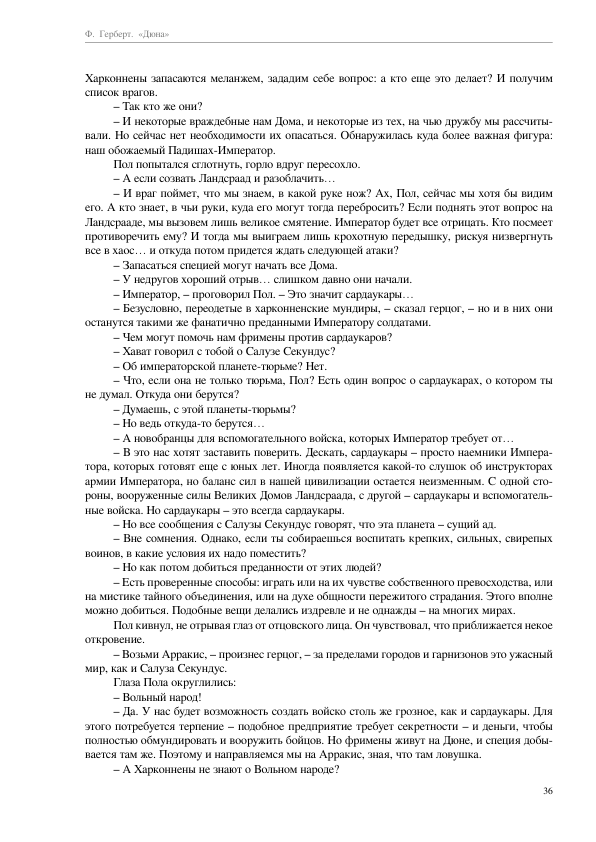 Ф. Герберт. «Дюна»
Харконнены запасаются меланжем, зададим себе вопрос: а кто еще это делает? И получим
список врагов.
– Так кто же они?
– И некоторые враждебные нам Дома, и некоторые из тех, на чью дружбу мы рассчиты-
вали. Но сейчас нет необходимости их опасаться. Обнаружилась куда более важная фигура:
наш обожаемый Падишах-Император.
Пол попытался сглотнуть, горло вдруг пересохло.
– А если созвать Ландсраад и разоблачить…
– И враг поймет, что мы знаем, в какой руке нож? Ах, Пол, сейчас мы хотя бы видим
его. А кто знает, в чьи руки, куда его могут тогда перебросить? Если поднять этот вопрос на
Ландсрааде, мы вызовем лишь великое смятение. Император будет все отрицать. Кто посмеет
противоречить ему? И тогда мы выиграем лишь крохотную передышку, рискуя низвергнуть
все в хаос… и откуда потом придется ждать следующей атаки?
– Запасаться специей могут начать все Дома.
– У недругов хороший отрыв… слишком давно они начали.
– Император, – проговорил Пол. – Это значит сардаукары…
– Безусловно, переодетые в харконненские мундиры, – сказал герцог, – но и в них они
останутся такими же фанатично преданными Императору солдатами.
– Чем могут помочь нам фримены против сардаукаров?
– Хават говорил с тобой о Салузе Секундус?
– Об императорской планете-тюрьме? Нет.
– Что, если она не только тюрьма, Пол? Есть один вопрос о сардаукарах, о котором ты
не думал. Откуда они берутся?
– Думаешь, с этой планеты-тюрьмы?
– Но ведь откуда-то берутся…
– А новобранцы для вспомогательного войска, которых Император требует от…
– В это нас хотят заставить поверить. Дескать, сардаукары – просто наемники Импера-
тора, которых готовят еще с юных лет. Иногда появляется какой-то слушок об инструкторах
армии Императора, но баланс сил в нашей цивилизации остается неизменным. С одной сто-
роны, вооруженные силы Великих Домов Ландсраада, с другой – сардаукары и вспомогатель-
ные войска. Но сардаукары – это всегда сардаукары.
– Но все сообщения с Салузы Секундус говорят, что эта планета – сущий ад.
– Вне сомнения. Однако, если ты собираешься воспитать крепких, сильных, свирепых
воинов, в какие условия их надо поместить?
– Но как потом добиться преданности от этих людей?
– Есть проверенные способы: играть или на их чувстве собственного превосходства, или
на мистике тайного объединения, или на духе общности пережитого страдания. Этого вполне
можно добиться. Подобные вещи делались издревле и не однажды – на многих мирах.
Пол кивнул, не отрывая глаз от отцовского лица. Он чувствовал, что приближается некое
откровение.
– Возьми Арракис, – произнес герцог, – за пределами городов и гарнизонов это ужасный
мир, как и Салуза Секундус.
Глаза Пола округлились:
– Вольный народ!
– Да. У нас будет возможность создать войско столь же грозное, как и сардаукары. Для
этого потребуется терпение – подобное предприятие требует секретности – и деньги, чтобы
полностью обмундировать и вооружить бойцов. Но фримены живут на Дюне, и специя добы-
вается там же. Поэтому и направляемся мы на Арракис, зная, что там ловушка.
– А Харконнены не знают о Вольном народе?
36